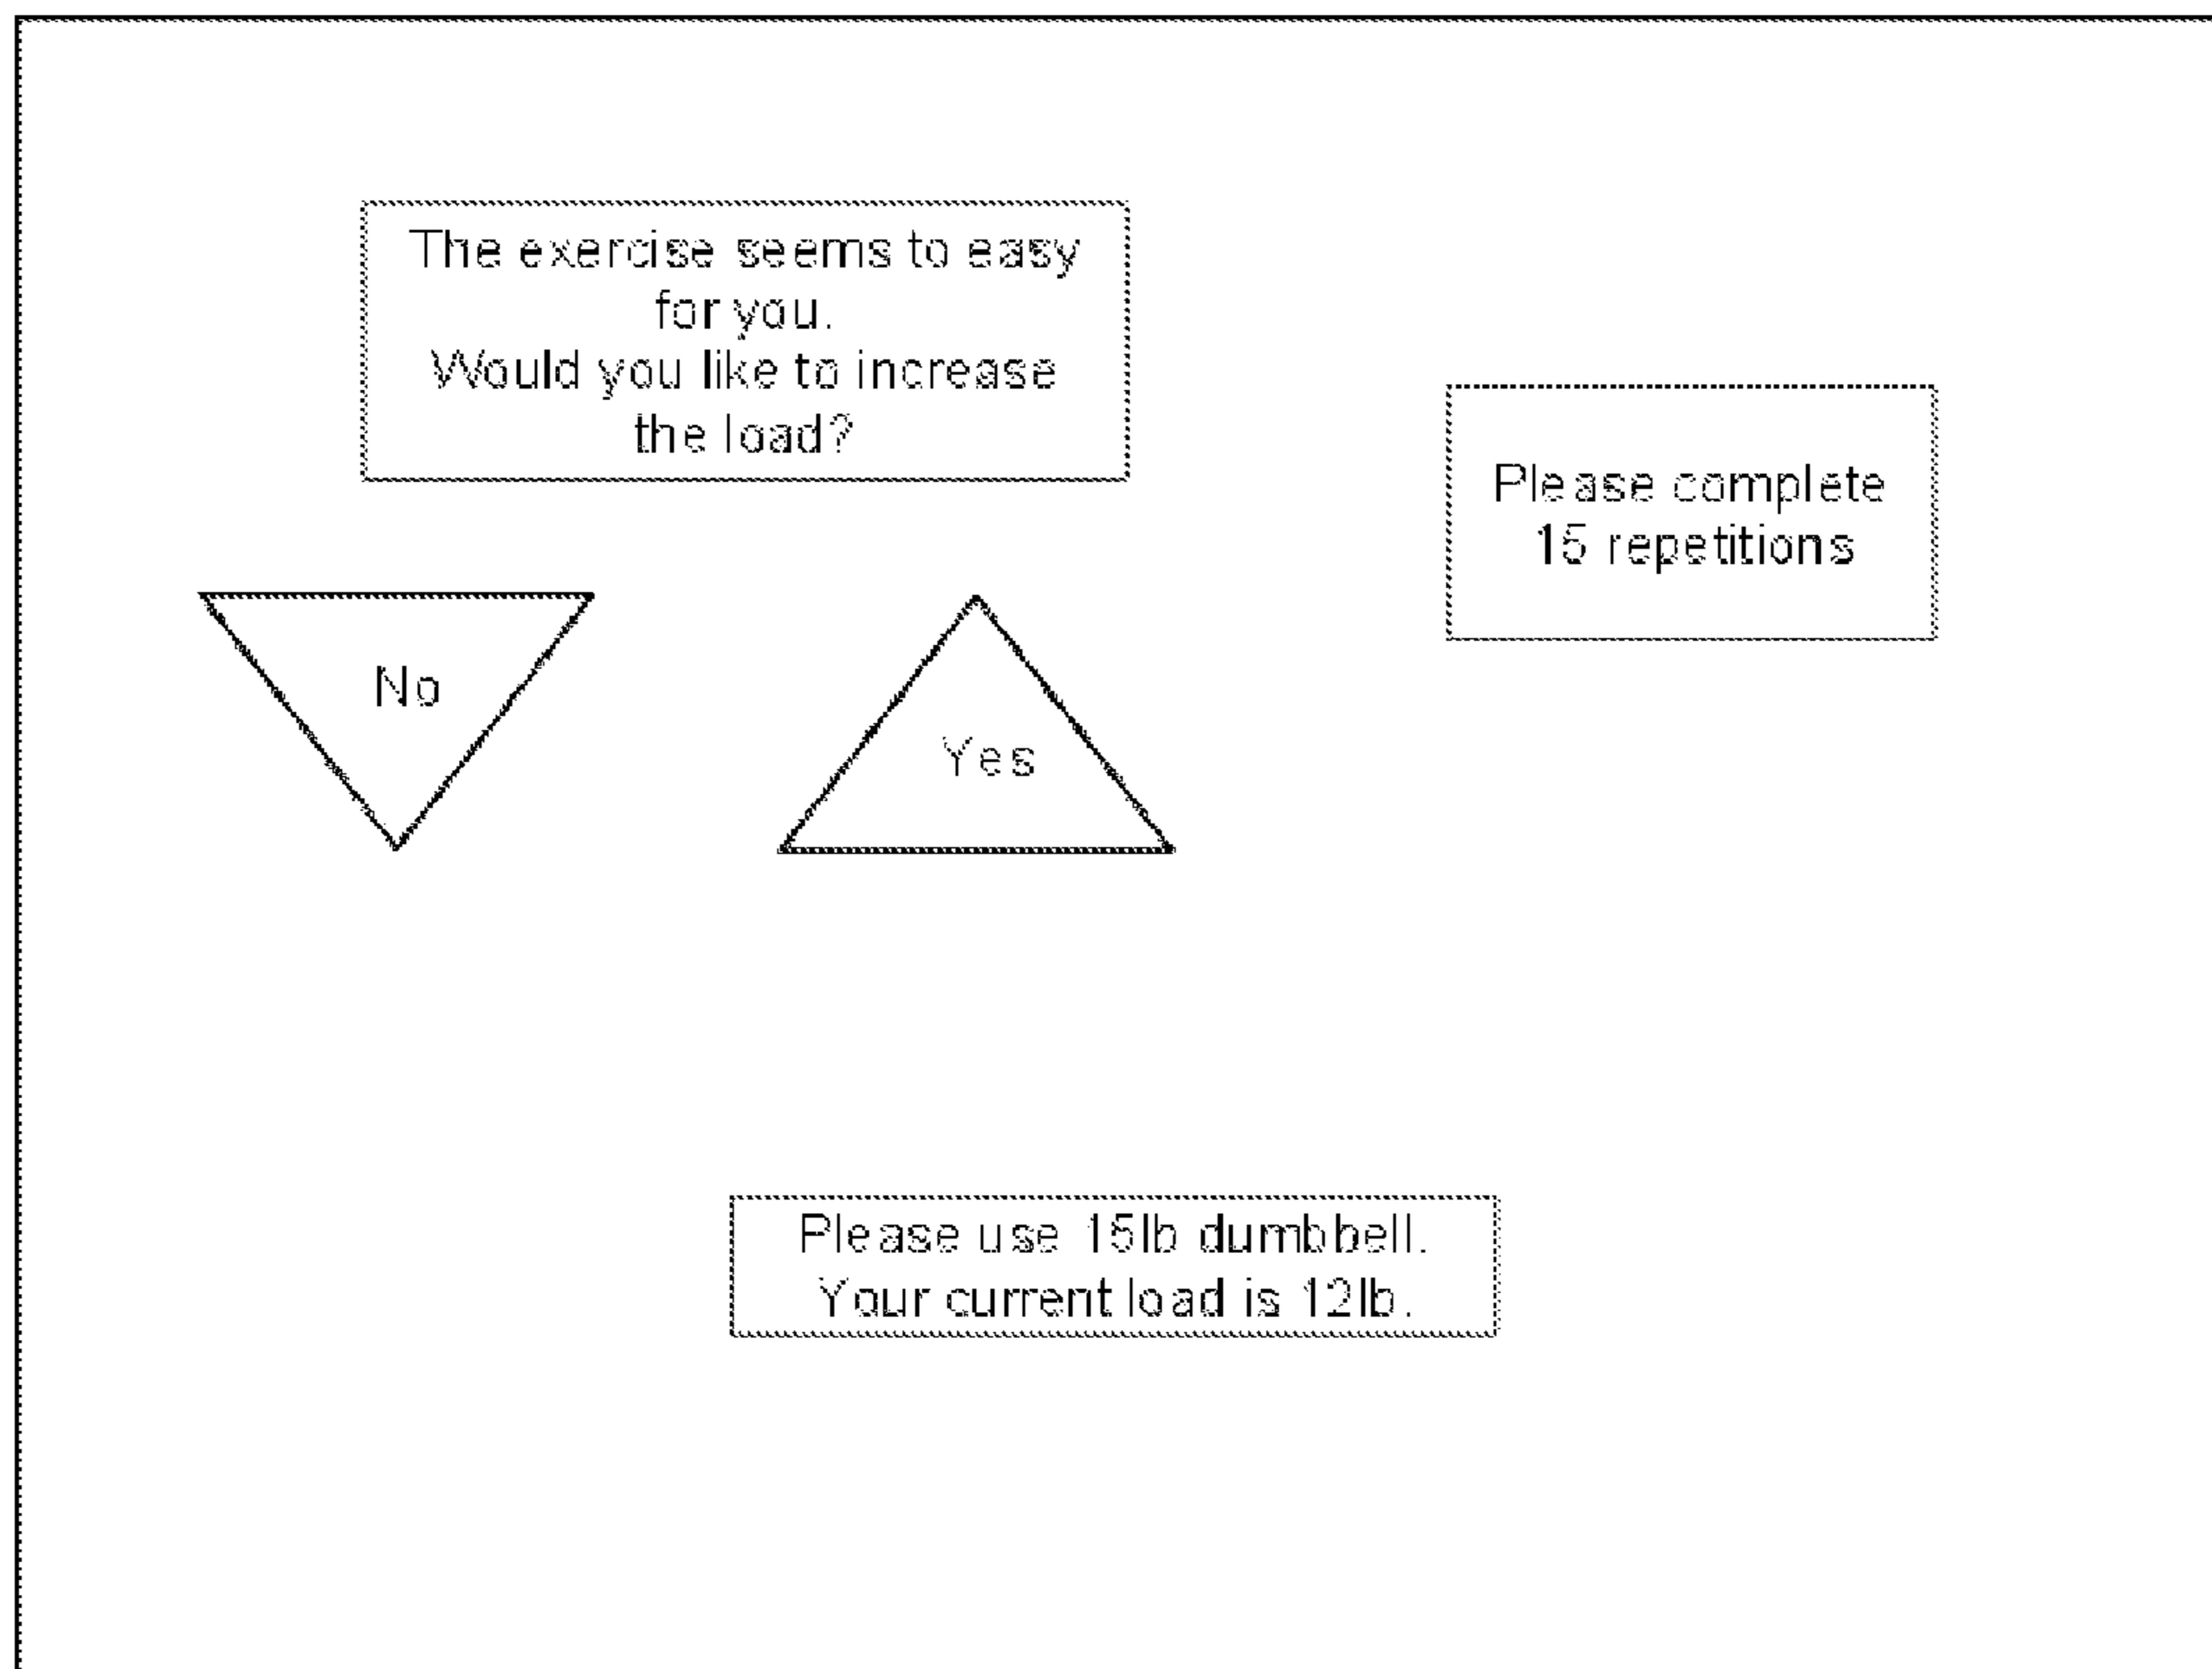 The exercise seems to easy
for you.
Would you like to increase
the load?
Please complete
15 repetitions
No
Yes
Please use 15lb dumbbell.
Your current load is 12lb.